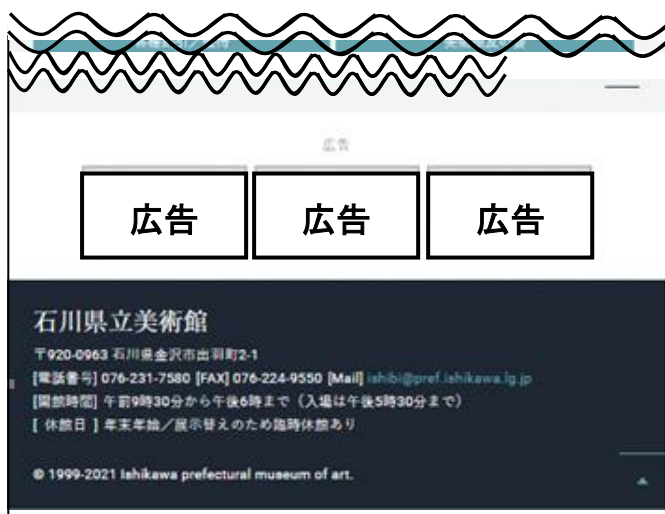 広告
広告
広告
広告
石川県立美術館
〒920-0963 石川県金沢市出羽町2-1
[電話番号] 076-231-7580 [FAX] 076-224-9550 [Mail] ishibi@pref.ishikawa.lg.jp
[開館時間] 午前9時30分から午後6時まで（入場は午後5時30分まで）
[ 休館日 ] 年末年始／展示替えのため臨時休館あり
© 1999-2021 Ishikawa prefectural museum of art.